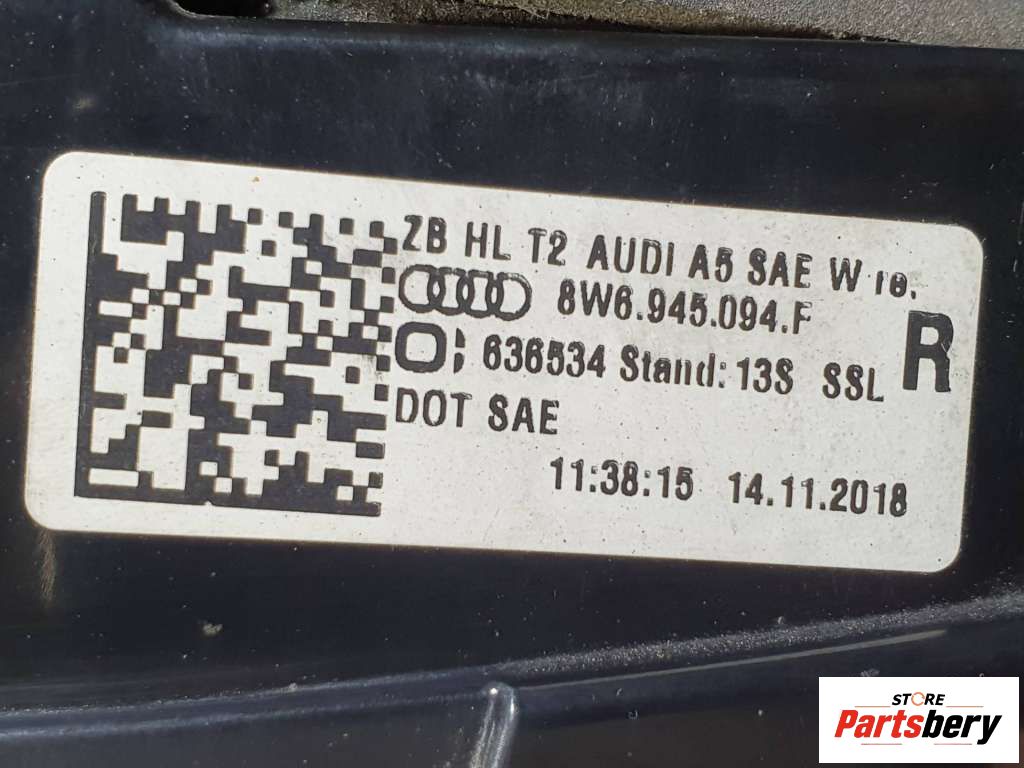 ZB HL T2 AUDI A5 SAE W re.
8W6.945.094.F
R
636534 Stand: 13S SSL
DOT SAE
11:38:15 14.11.2018
STORE
Partsbery